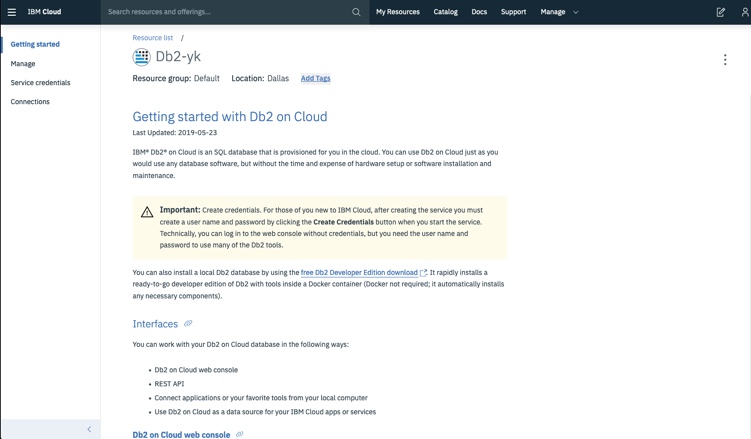 IBM Cloud
Search resources and offerings...
My Resources
Catalog
Docs
Support
Manage
Getting started
Manage
Service credentials
Connections
Resource list /
Db2-yk
Resource group: Default Location: Dallas Add Tags
Getting started with Db2 on Cloud
Last Updated: 2019-05-23
IBM® Db2® on Cloud is an SQL database that is provisioned for you in the cloud. You can use Db2 on Cloud just as you
would use any database software, but without the time and expense of hardware setup or software installation and
maintenance.
Important: Create credentials. For those of you new to IBM Cloud, after creating the service you must
create a user name and password by clicking the Create Credentials button when you start the service.
Technically, you can log in to the web console without credentials, but you need the user name and
password to use many of the Db2 tools.
You can also install a local Db2 database by using the free Db2 Developer Edition download. It rapidly installs a
ready-to-go developer edition of Db2 with tools inside a Docker container (Docker not required; it automatically installs
any necessary components).
Interfaces
You can work with your Db2 on Cloud database in the following ways:
• Db2 on Cloud web console
• REST API
• Connect applications or your favorite tools from your local computer
• Use Db2 on Cloud as a data source for your IBM Cloud apps or services
Db2 on Cloud web console